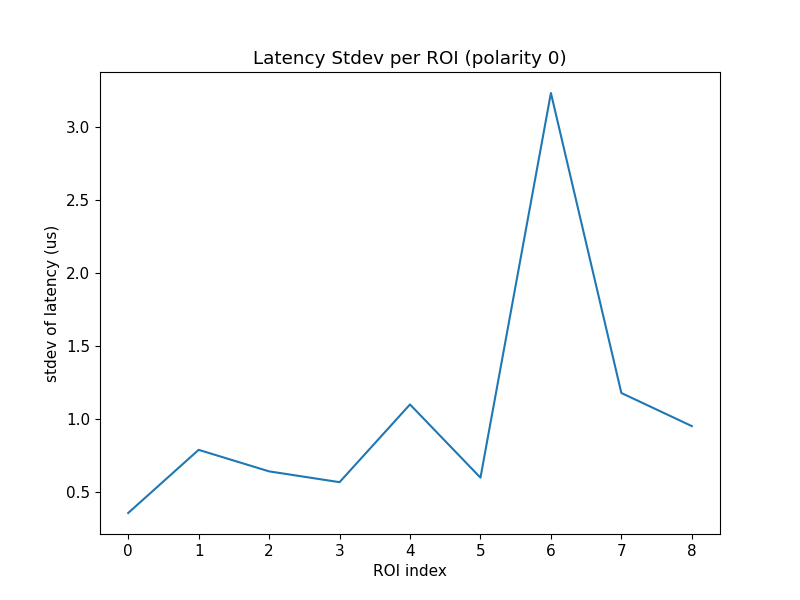 Latency Stdev per ROI (polarity 0)
stdev of latency (us)
3.0
2.5
2.0
1.5
1.0
0.5
0 1 2 3 4 5 6 7 8
ROI index